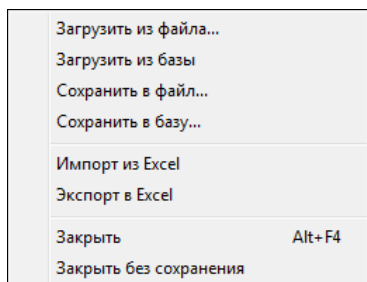 Загрузить из файла...
Загрузить из базы
Сохранить в файл...
Сохранить в базу...
Импорт из Excel
Экспорт в Excel
Закрыть Alt+F4
Закрыть без сохранения